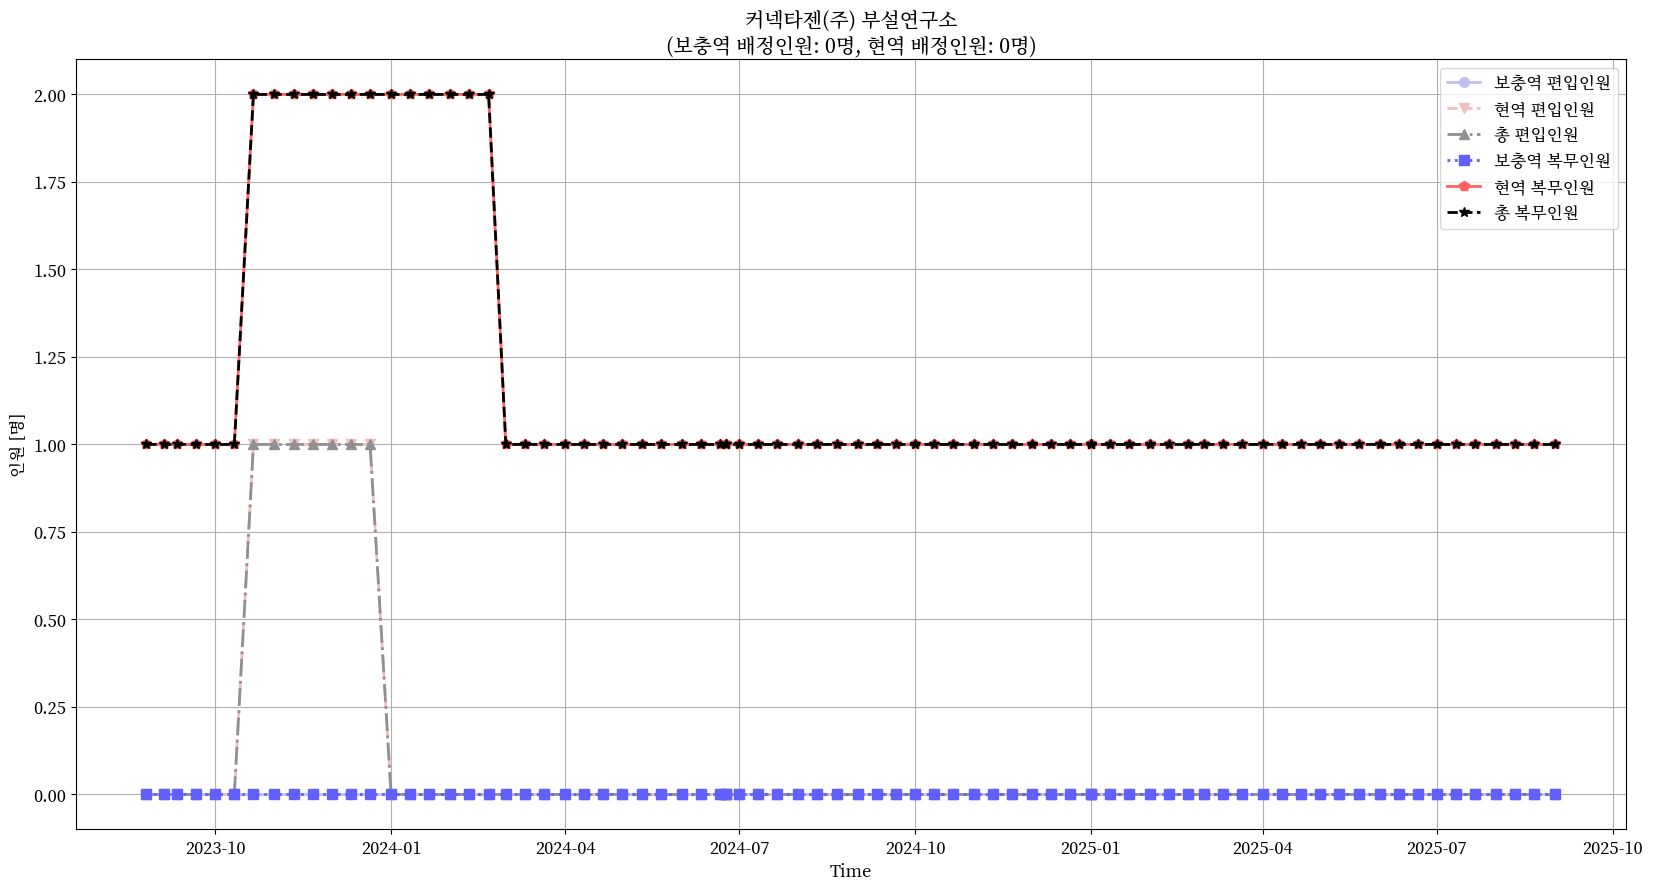 커넥타젠(주) 부설연구소
(보충역 배정인원: 0명, 현역 배정인원: 0명)
보충역 편입인원
현역 편입인원
총 편입인원
보충역 복무인원
현역 복무인원
총 복무인원
2.00
1.75
1.50
1.25
1.00
0.75
0.50
0.25
0.00
인원 [명]
2023-10
2024-01
2024-04
2024-07
2024-10
2025-01
2025-04
2025-07
2025-10
Time